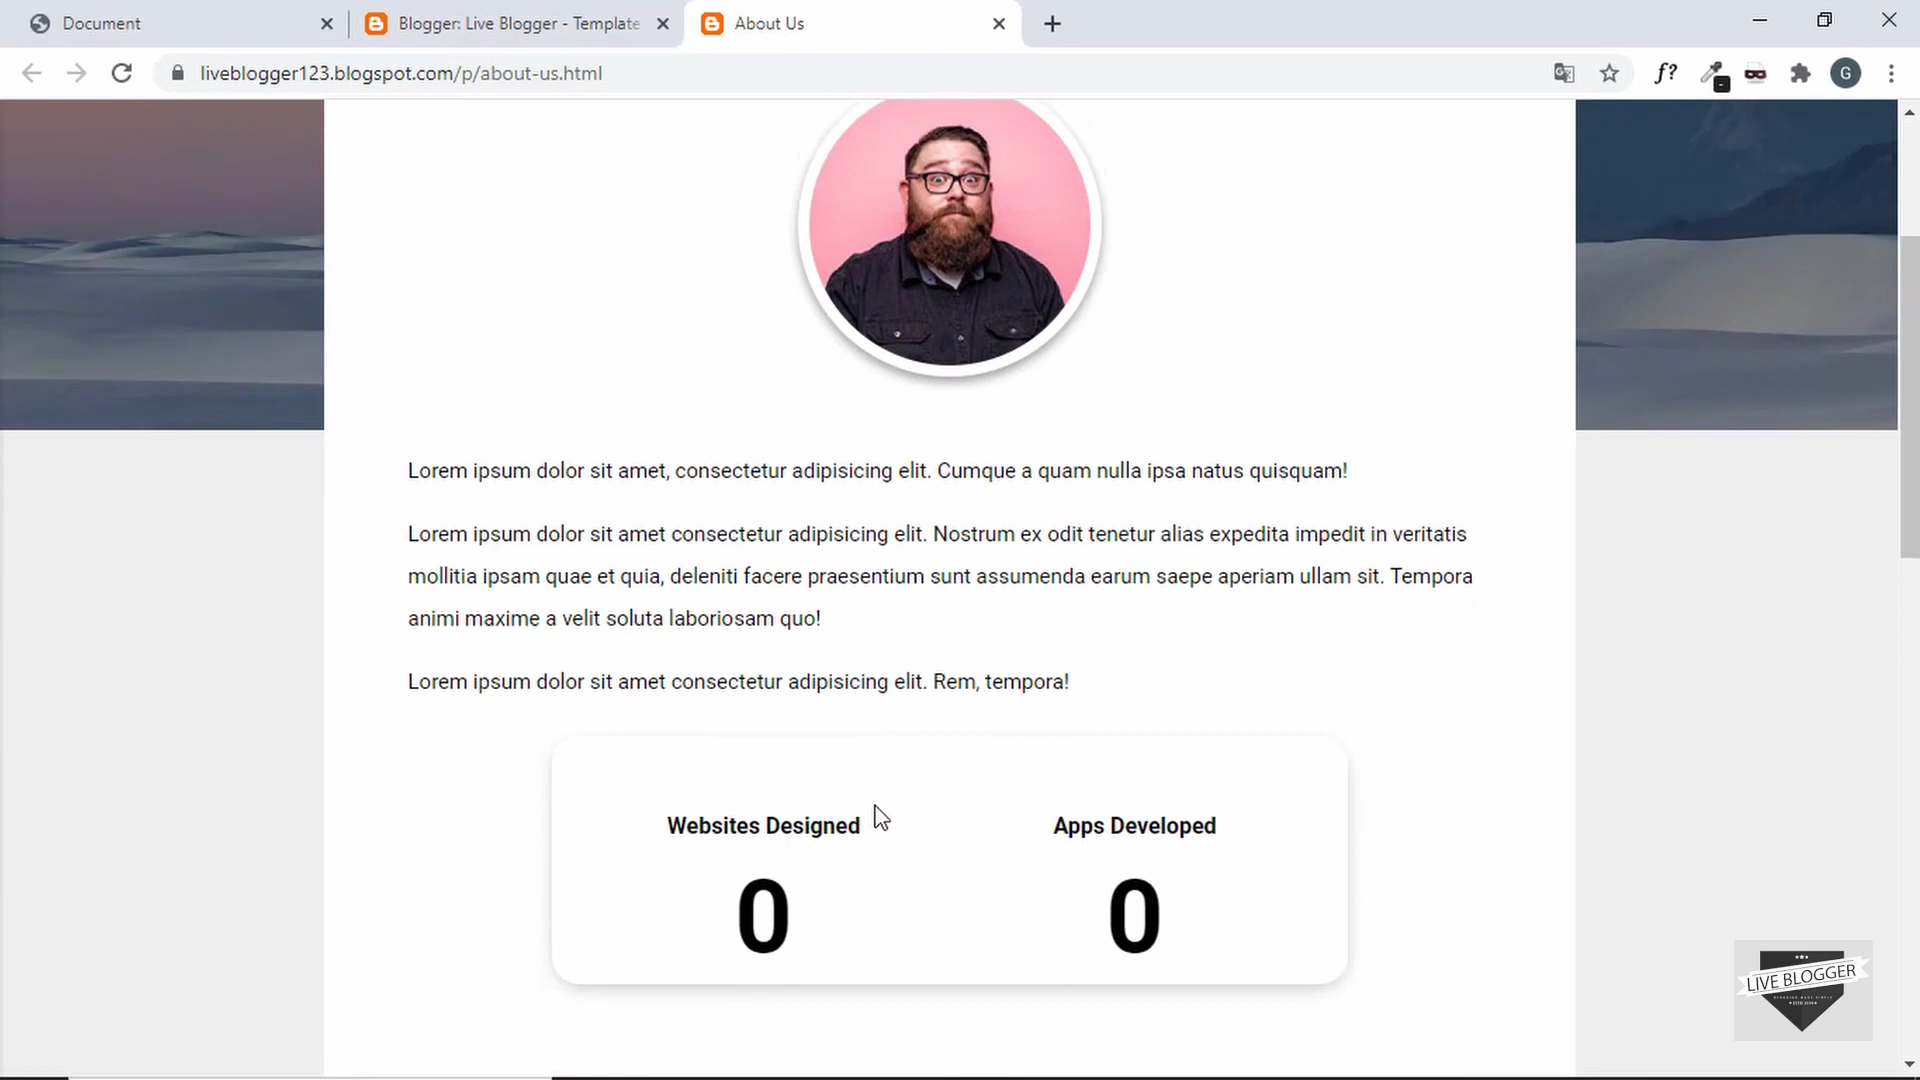 Document
Blogger: Live Blogger - Template
About Us
liveblogger123.blogspot.com/p/about-us.html
f?
G
Lorem ipsum dolor sit amet, consectetur adipisicing elit. Cumque a quam nulla ipsa natus quisquam!
Lorem ipsum dolor sit amet consectetur adipisicing elit. Nostrum ex odit tenetur alias expedita impedit in veritatis
mollitia ipsam quae et quia, deleniti facere praesentium sunt assumenda earum saepe aperiam ullam sit. Tempora
animi maxime a velit soluta laboriosam quo!
Lorem ipsum dolor sit amet consectetur adipisicing elit. Rem, tempora!
Websites Designed
Apps Developed
0
0
LIVE BLOGGER